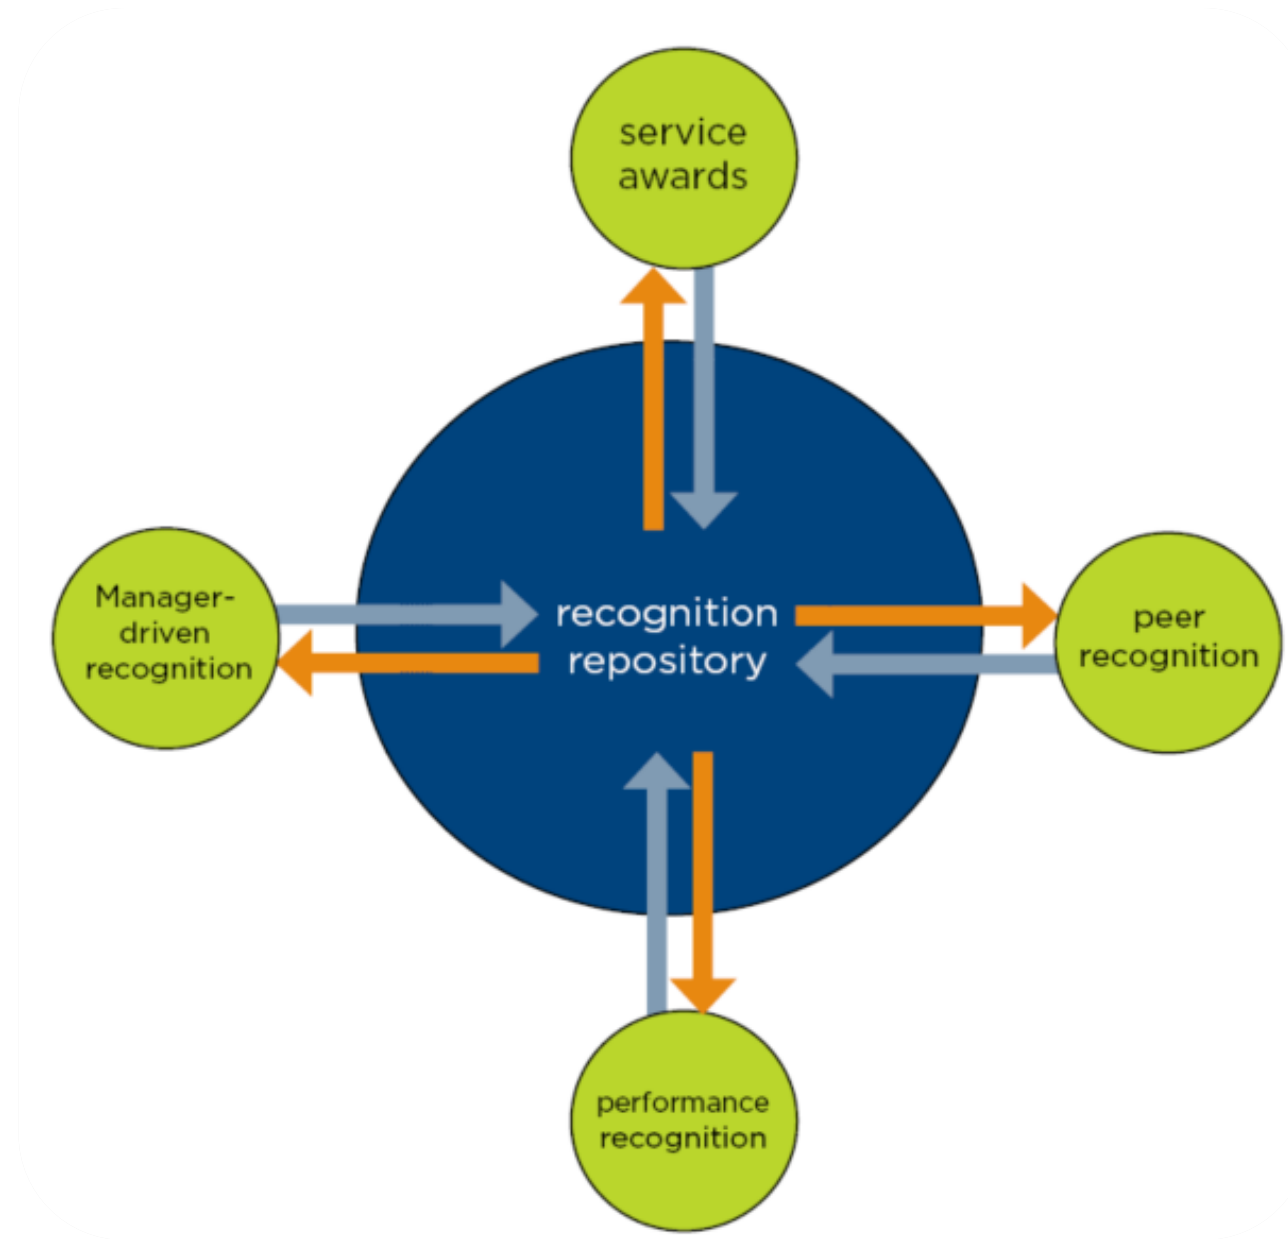 service
awards
Manager-
driven
recognition
recognition
repository
peer
recognition
performance
recognition